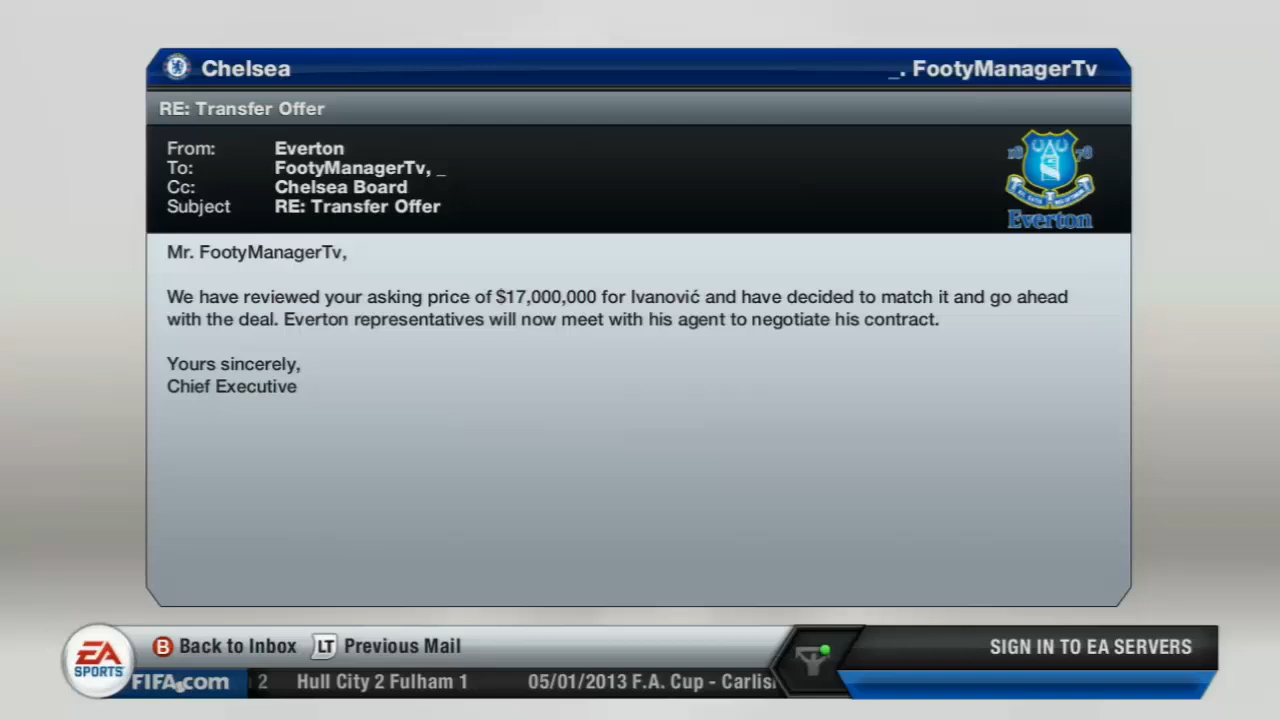 Chelsea
_. FootyManagerTv
RE: Transfer Offer
From: Everton
To: FootyManagerTv, _
Cc: Chelsea Board
Subject RE: Transfer Offer
1878
Everton
Mr. FootyManagerTv,
We have reviewed your asking price of $17,000,000 for Ivanović and have decided to match it and go ahead
with the deal. Everton representatives will now meet with his agent to negotiate his contract.
Yours sincerely,
Chief Executive
B Back to Inbox LT Previous Mail
SIGN IN TO EA SERVERS
EA
SPORTS
FIFA.com
2 Hull City 2 Fulham 1 05/01/2013 F.A. Cup -